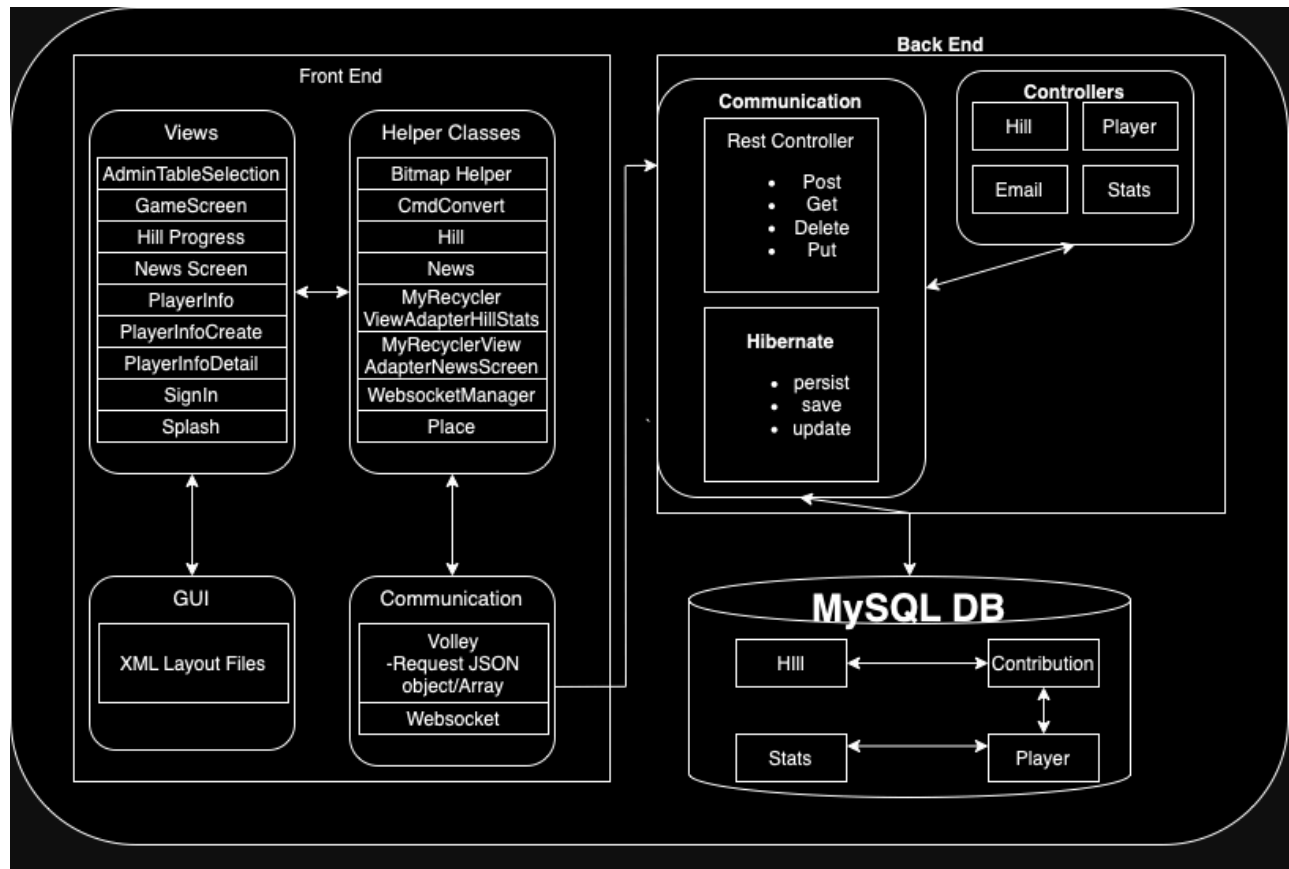 Back End
Front End
Views
AdminTableSelection
GameScreen
Hill Progress
News Screen
PlayerInfo
PlayerInfoCreate
PlayerInfoDetail
SignIn
Splash
Helper Classes
Bitmap Helper
CmdConvert
Hill
News
MyRecycler
ViewAdapterHillStats
MyRecyclerView
AdapterNewsScreen
WebsocketManager
Place
GUI
XML Layout Files
Communication
Volley
-Request JSON
object/Array
Websocket
Communication
Rest Controller
• Post
• Get
• Delete
• Put
Hibernate
• persist
• save
• update
Controllers
Hill
Player
Email
Stats
`
MySQL DB
HIll
Contribution
Stats
Player